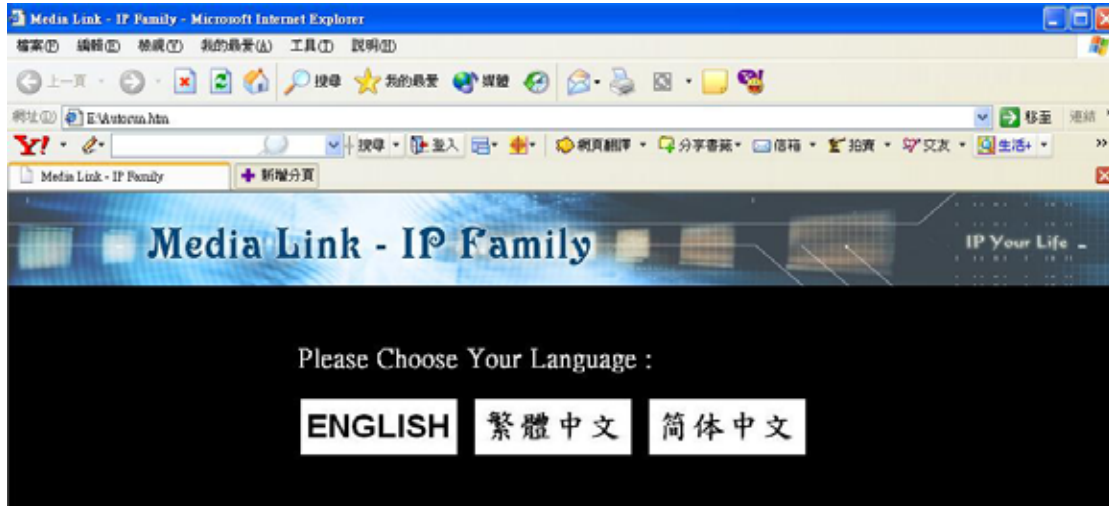 Media Link - IP Family - Microsoft Internet Explorer
檔案(F) 編輯(E) 檢視(V) 我的最愛(A) 工具(T) 說明(H)
上一頁 搜尋 我的最愛 媒體
網址(D) E:\Autorun.htm 移至 連結
Y! 搜尋 登入 網頁翻譯 分享書籤 信箱 拍賣 交友 生活+ »
Media Link - IP Family 新增分頁
Media Link - IP Family
IP Your Life
Please Choose Your Language :
ENGLISH 繁體中文 简体中文